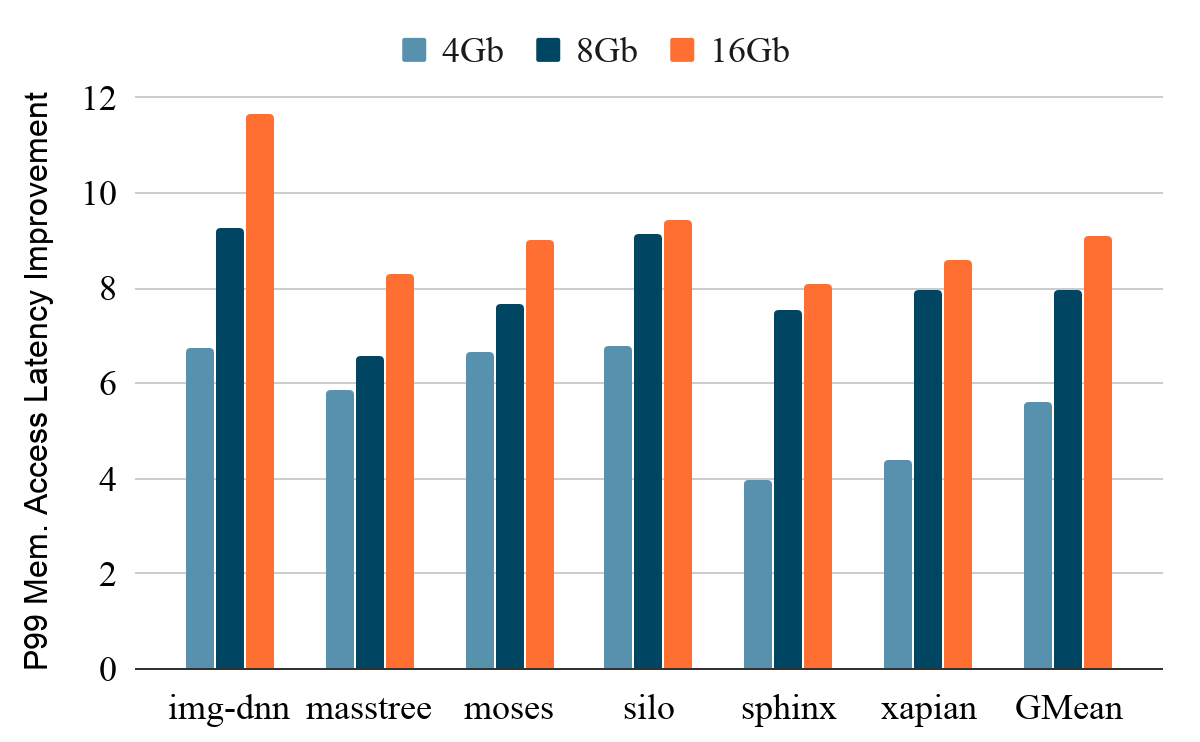 4Gb 8Gb 16Gb
P99 Mem. Access Latency Improvement
12
10
8
6
4
2
0
img-dnn masstree moses silo sphinx xapian GMean